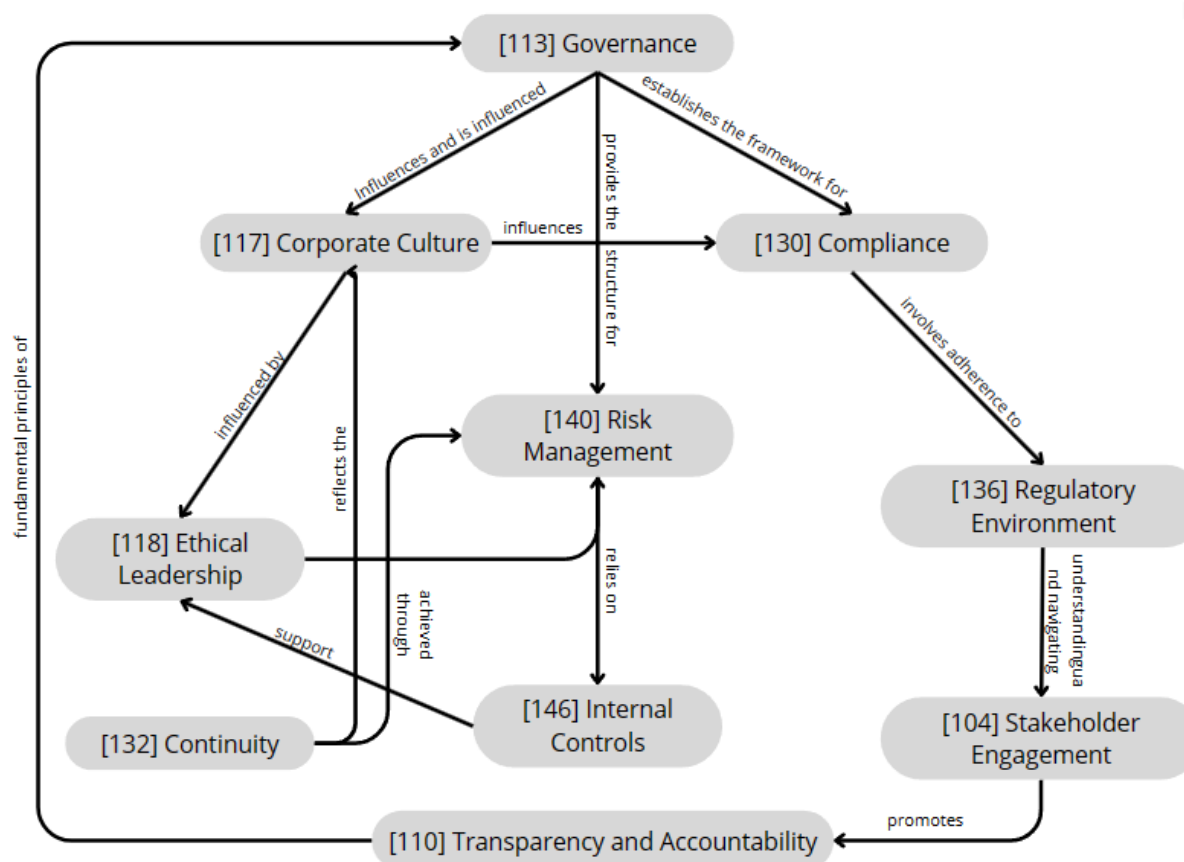 [113] Governance
Influences and is influenced
provides the structure for
establishes the framework for
[117] Corporate Culture
influences
[130] Compliance
involves adherence to
influenced by
reflects the
fundamental principles of
[140] Risk
Management
[136] Regulatory
Environment
[118] Ethical
Leadership
achieved
through
relies on
understandingua
nd navigating
support
[146] Internal
Controls
[104] Stakeholder
Engagement
[132] Continuity
promotes
[110] Transparency and Accountability